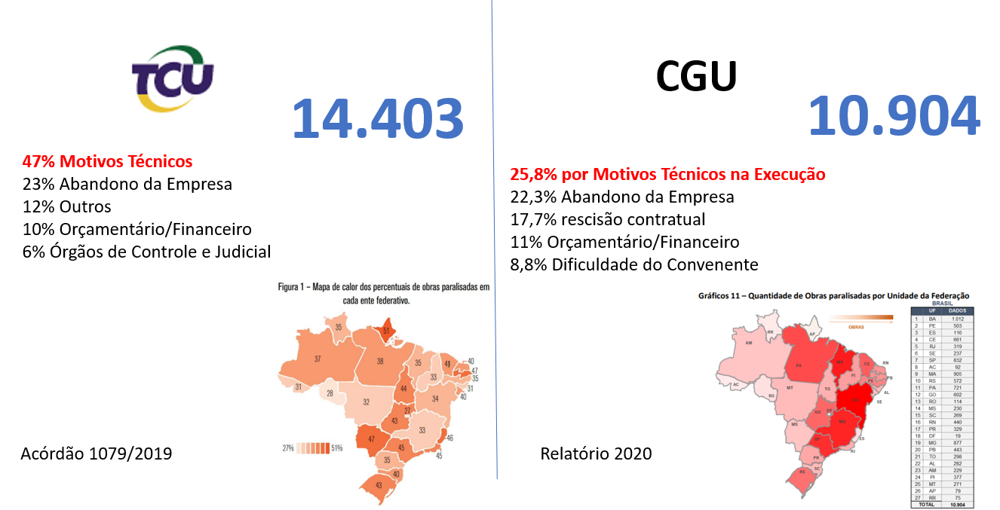 TCU
14.403
47% Motivos Técnicos
23% Abandono da Empresa
12% Outros
10% Orçamentário/Financeiro
6% Órgãos de Controle e Judicial
Figura 1 – Mapa de calor dos percentuais de obras paralisadas em
cada ente federativo.
35
51
37
38
35
41
40
47
35
31
40
33
31
28
44
34
32
27
43
33
47
46
45
45
35
40
43
27%
51%
Acórdão 1079/2019
CGU
10.904
25,8% por Motivos Técnicos na Execução
22,3% Abandono da Empresa
17,7% rescisão contratual
11% Orçamentário/Financeiro
8,8% Dificuldade do Convenente
Gráficos 11 – Quantidade de Obras paralisadas por Unidade da Federação
OBRAS
RR
AP
AM
PA
MA
CE
RN
PB
PI
PE
AL
SE
AC
RO
TO
MT
GO
DF
MG
ES
MS
SP
RJ
PR
SC
RS
BRASIL
UF DADOS
1 BA 1.012
2 PE 503
3 ES 116
4 CE 661
5 RJ 319
6 SE 237
7 SP 832
8 AC 92
9 MA 905
10 RS 572
11 PA 721
12 GO 602
13 RO 114
14 MS 230
15 SC 269
16 RN 440
17 PR 329
18 DF 19
19 MG 877
20 PB 443
21 TO 298
22 AL 282
23 AM 229
24 PI 377
25 MT 271
26 AP 79
27 RR 75
TOTAL 10.904
Relatório 2020